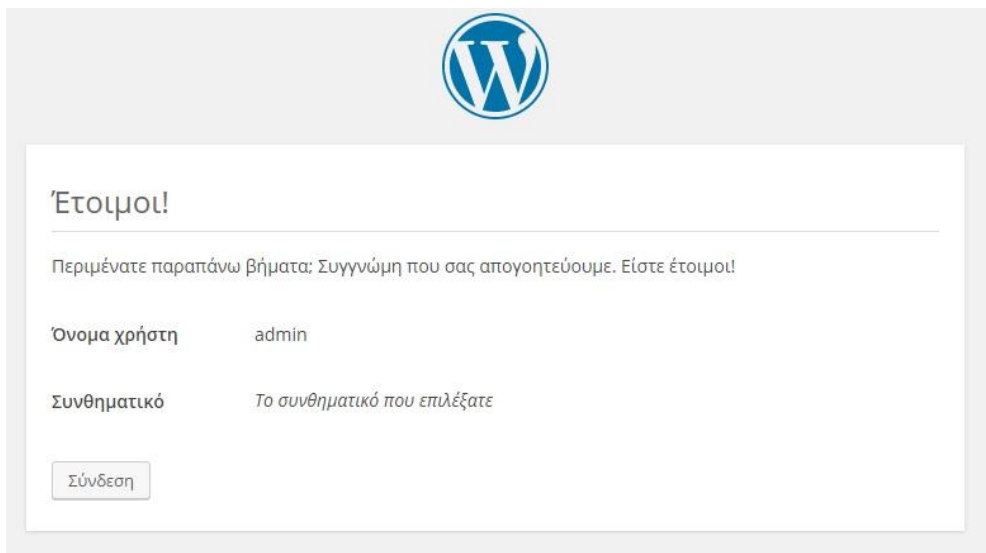 Έτοιμοι!
Περιμένατε παραπάνω βήματα; Συγγνώμη που σας απογοητεύουμε. Είστε έτοιμοι!
Όνομα χρήστη admin
Συνθηματικό Το συνθηματικό που επιλέξατε
Σύνδεση